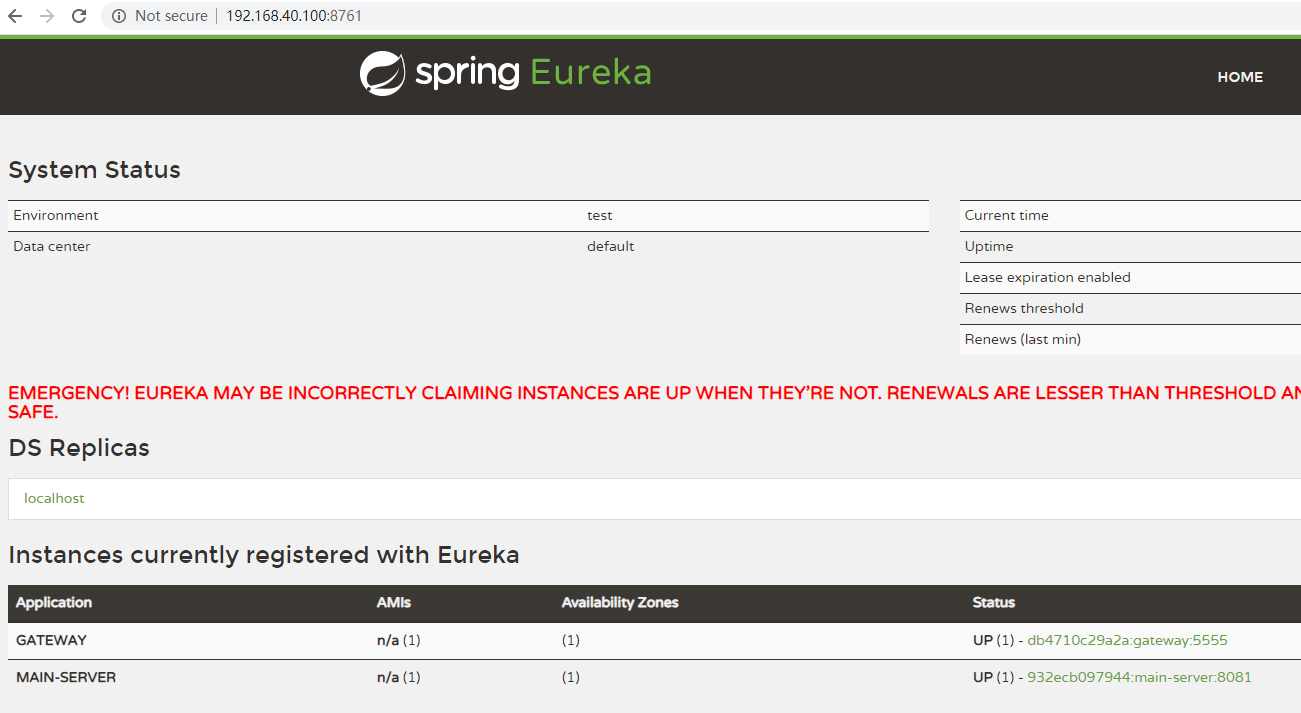 Not secure 192.168.40.100:8761
spring Eureka
HOME
System Status
Environment test
Data center default
Current time
Uptime
Lease expiration enabled
Renews threshold
Renews (last min)
EMERGENCY! EUREKA MAY BE INCORRECTLY CLAIMING INSTANCES ARE UP WHEN THEY'RE NOT. RENEWALS ARE LESSER THAN THRESHOLD
SAFE.
DS Replicas
localhost
Instances currently registered with Eureka
Application AMIs Availability Zones Status
GATEWAY n/a (1) (1) UP (1) - db4710c29a2a:gateway:5555
MAIN-SERVER n/a (1) (1) UP (1) - 932ecb097944:main-server:8081